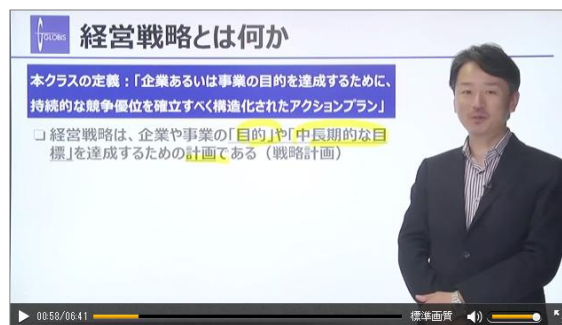 GLOBIS
経営戦略とは何か
本クラスの定義：「企業あるいは事業の目的を達成するために、
持続的な競争優位を確立すべく構造化されたアクションプラン」
❑ 経営戦略は、企業や事業の「目的」や「中長期的な目
標」を達成するための計画である（戦略計画）
00:58/06:41 標準画質